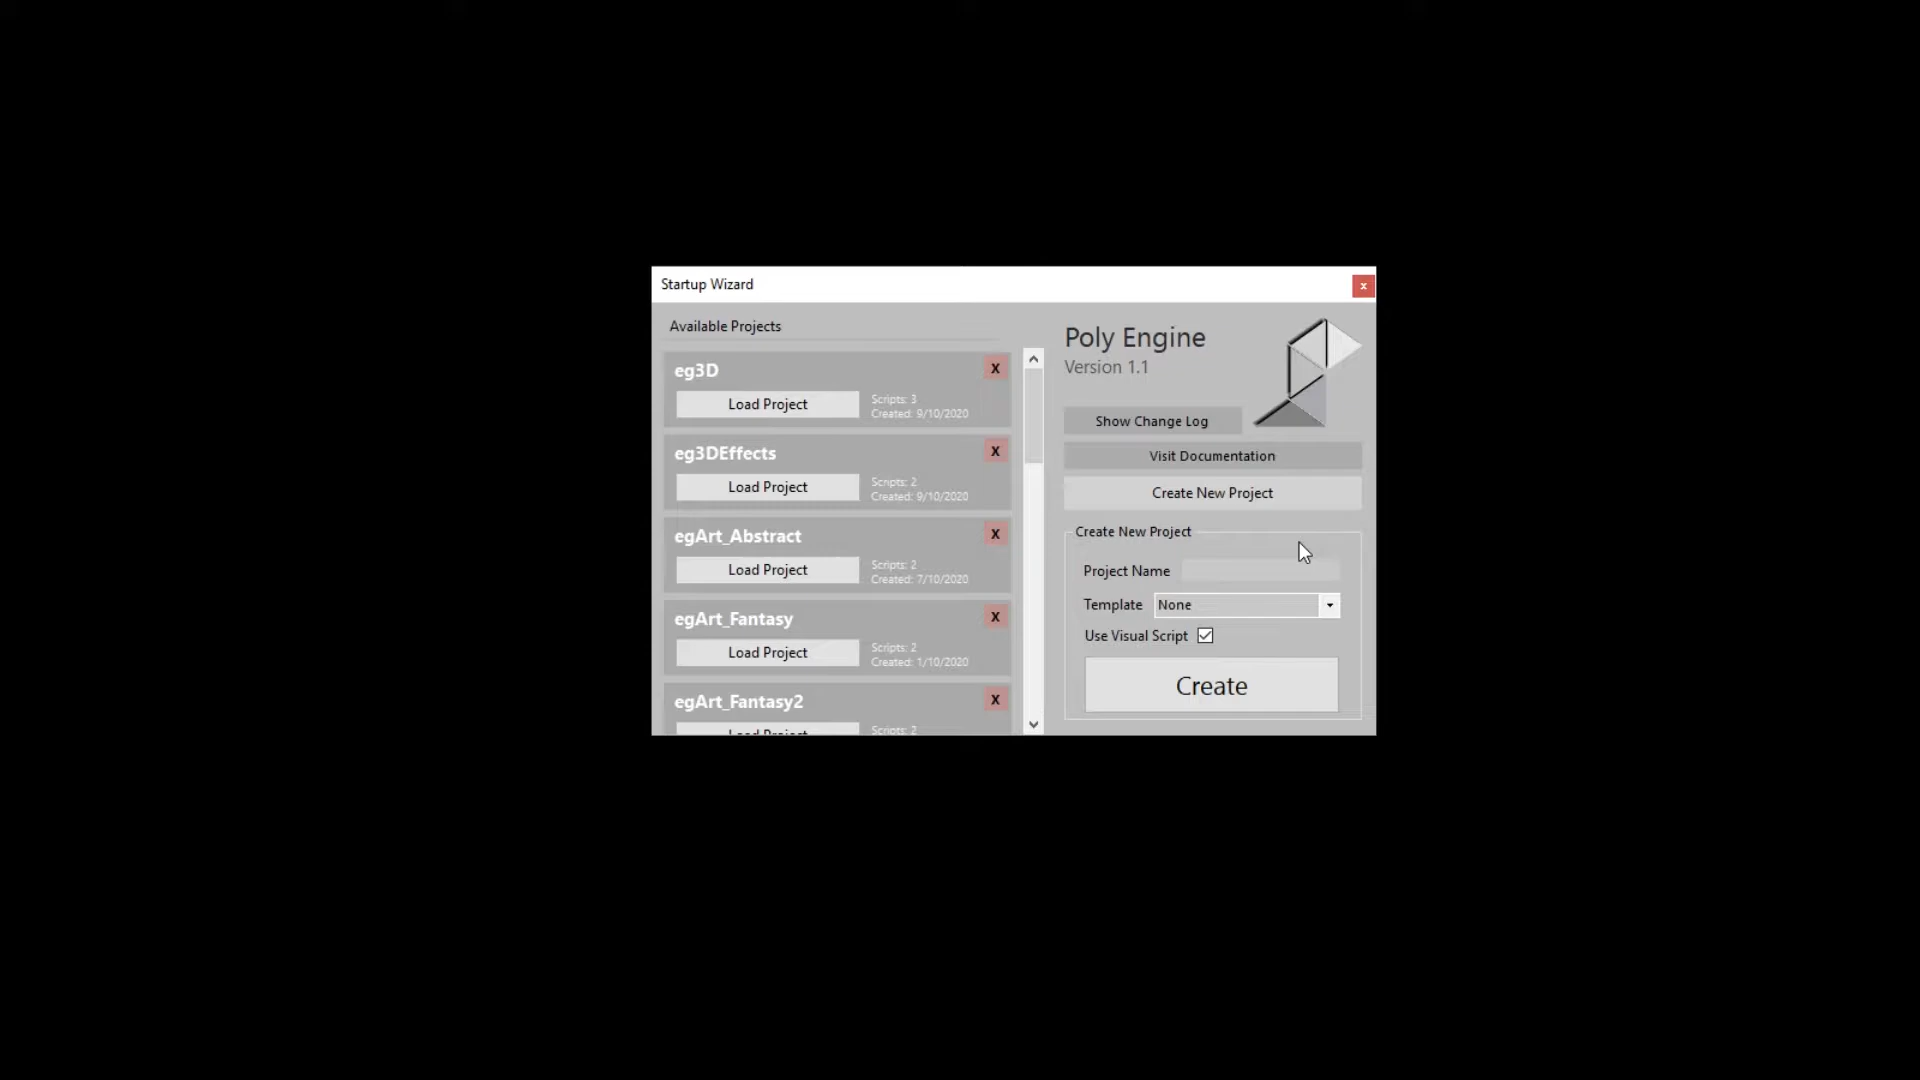 Startup Wizard
x
Available Projects
eg3D
X
Load Project
Scripts: 3
Created: 9/10/2020
eg3DEffects
X
Load Project
Scripts: 2
Created: 9/10/2020
egArt_Abstract
X
Load Project
Scripts: 2
Created: 7/10/2020
egArt_Fantasy
X
Load Project
Scripts: 2
Created: 1/10/2020
egArt_Fantasy2
X
Load Project
Scripts: 2
Poly Engine
Version 1.1
Show Change Log
Visit Documentation
Create New Project
Create New Project
Project Name
Template None
Use Visual Script
Create